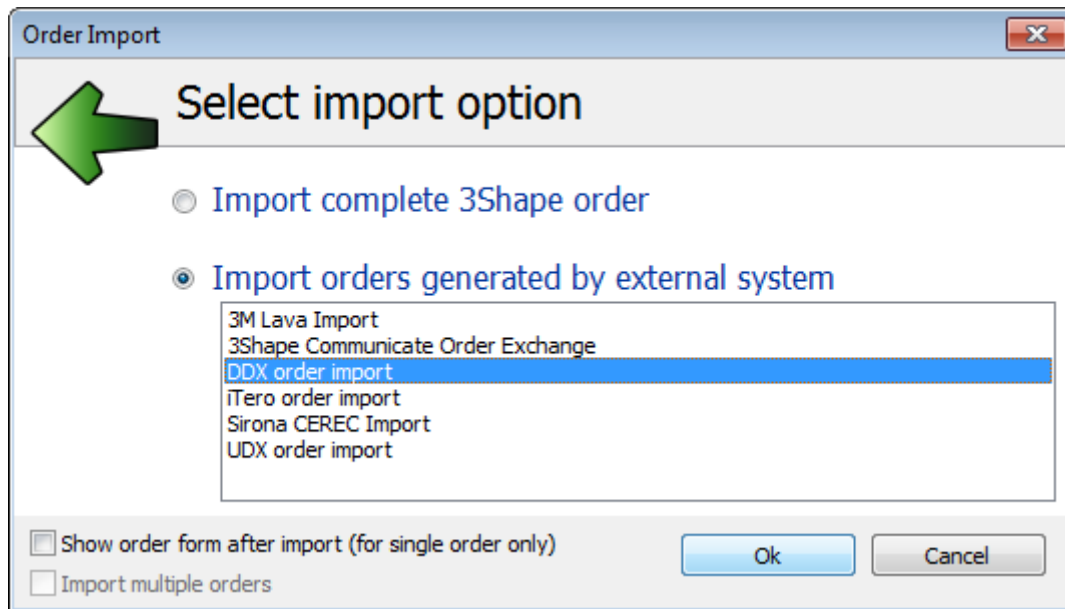 Order Import
Select import option
Import complete 3Shape order
Import orders generated by external system
3M Lava Import
3Shape Communicate Order Exchange
DDX order import
iTero order import
Sirona CEREC Import
UDX order import
Show order form after import (for single order only)
Import multiple orders
Ok
Cancel